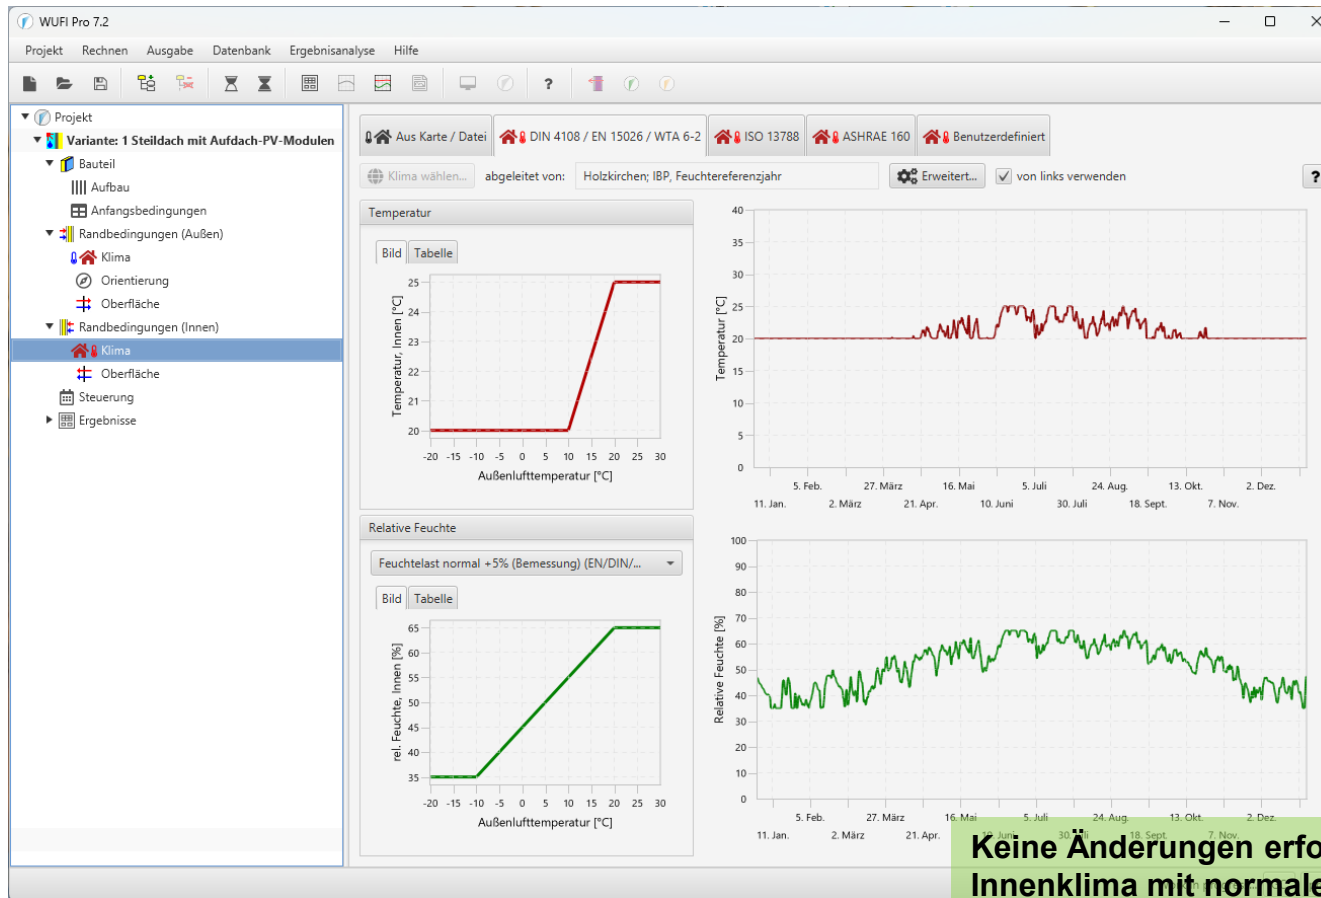 WUFI Pro 7.2
Projekt Rechnen Ausgabe Datenbank Ergebnisanalyse Hilfe
Projekt
Variante: 1 Steildach mit Aufdach-PV-Modulen
Bauteil
Aufbau
Anfangsbedingungen
Randbedingungen (Außen)
Klima
Orientierung
Oberfläche
Randbedingungen (Innen)
Klima
Oberfläche
Steuerung
Ergebnisse
Aus Karte / Datei DIN 4108 / EN 15026 / WTA 6-2 ISO 13788 ASHRAE 160 Benutzerdefiniert
Klima wählen... abgeleitet von: Holzkirchen; IBP, Feuchtereferenzjahr Erweitert... von links verwenden ?
Temperatur
Bild Tabelle
Temperatur, Innen [°C]
25
24
23
22
21
20
-20 -15 -10 -5 0 5 10 15 20 25 30
Außenlufttemperatur [°C]
Relative Feuchte
Feuchtelast normal +5% (Bemessung) (EN/DIN/...
Bild Tabelle
rel. Feuchte, Innen [%]
65
60
55
50
45
40
35
-20 -15 -10 -5 0 5 10 15 20 25 30
Außenlufttemperatur [°C]
Temperatur [°C]
40
35
30
25
20
15
10
5
0
5. Feb. 27. März 16. Mai 5. Juli 24. Aug. 13. Okt. 2. Dez.
11. Jan. 2. März 21. Apr. 10. Juni 30. Juli 18. Sept. 7. Nov.
Relative Feuchte [%]
100
90
80
70
60
50
40
30
20
10
0
5. Feb. 27. März 16. Mai 5. Juli 24. Aug. 13. Okt. 2. Dez.
11. Jan. 2. März 21. Apr. 10. Juni 30. Juli 18. Sept. 7. Nov.
Keine Änderungen erfo
Innenklima mit normale